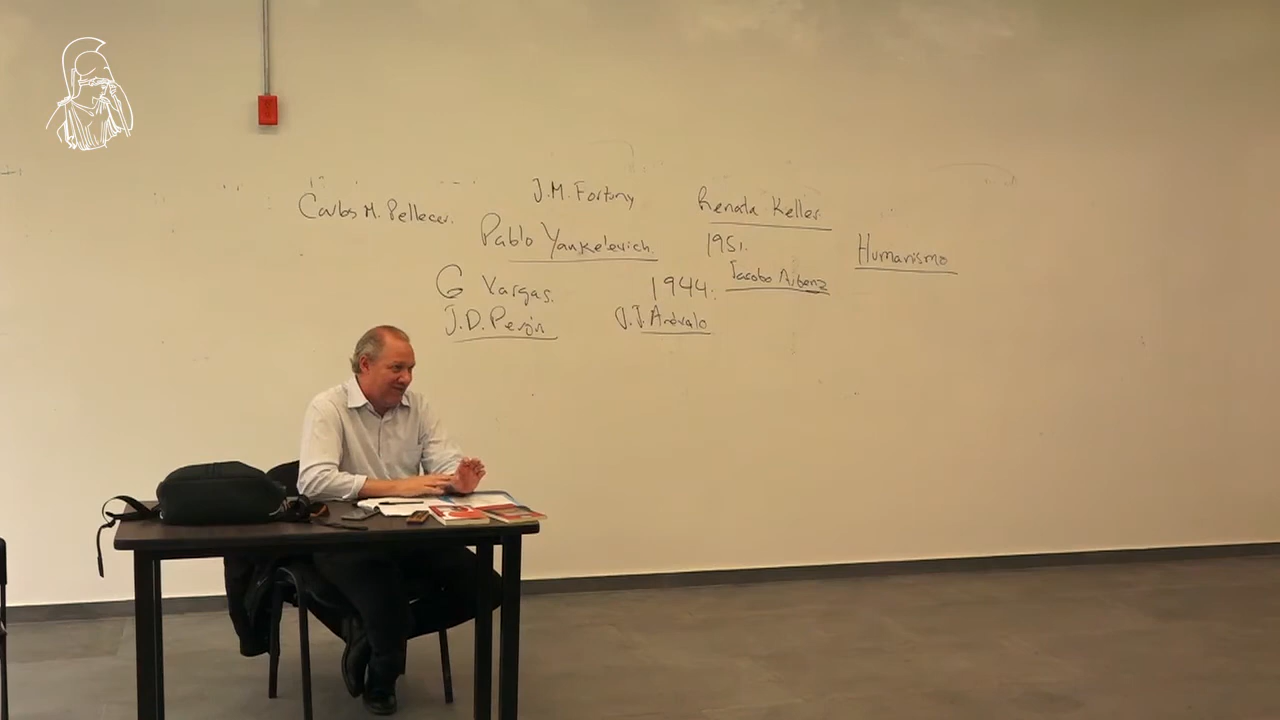 J.M. Fortuny
Carlos M. Pellecer.
Renata Keller.
Pablo Yankelevich.
1951.
Humanismo
Jacobo Arbenz
G Vargas.
1944.
J.D. Perón
J.J. Arévalo